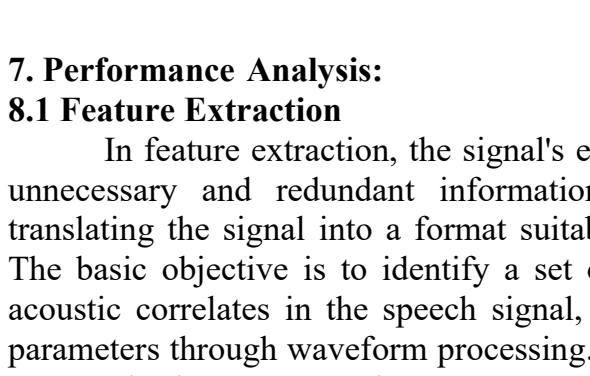 7. Performance Analysis:
8.1 Feature Extraction
In feature extraction, the signal's
unnecessary and redundant information
translating the signal into a format
The basic objective is to identify a set
acoustic correlates in the speech signal,
parameters through waveform processing.